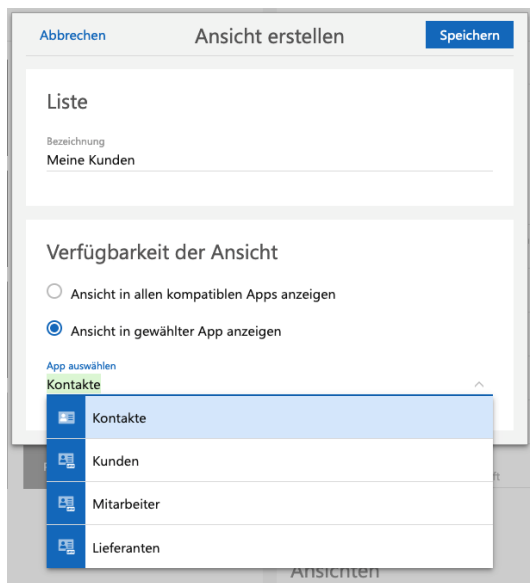 Abbrechen
Ansicht erstellen
Speichern
Liste
Bezeichnung
Meine Kunden
Verfügbarkeit der Ansicht
Ansicht in allen kompatiblen Apps anzeigen
Ansicht in gewählter App anzeigen
App auswählen
Kontakte
Kontakte
Kunden
Mitarbeiter
Lieferanten
Ansichten